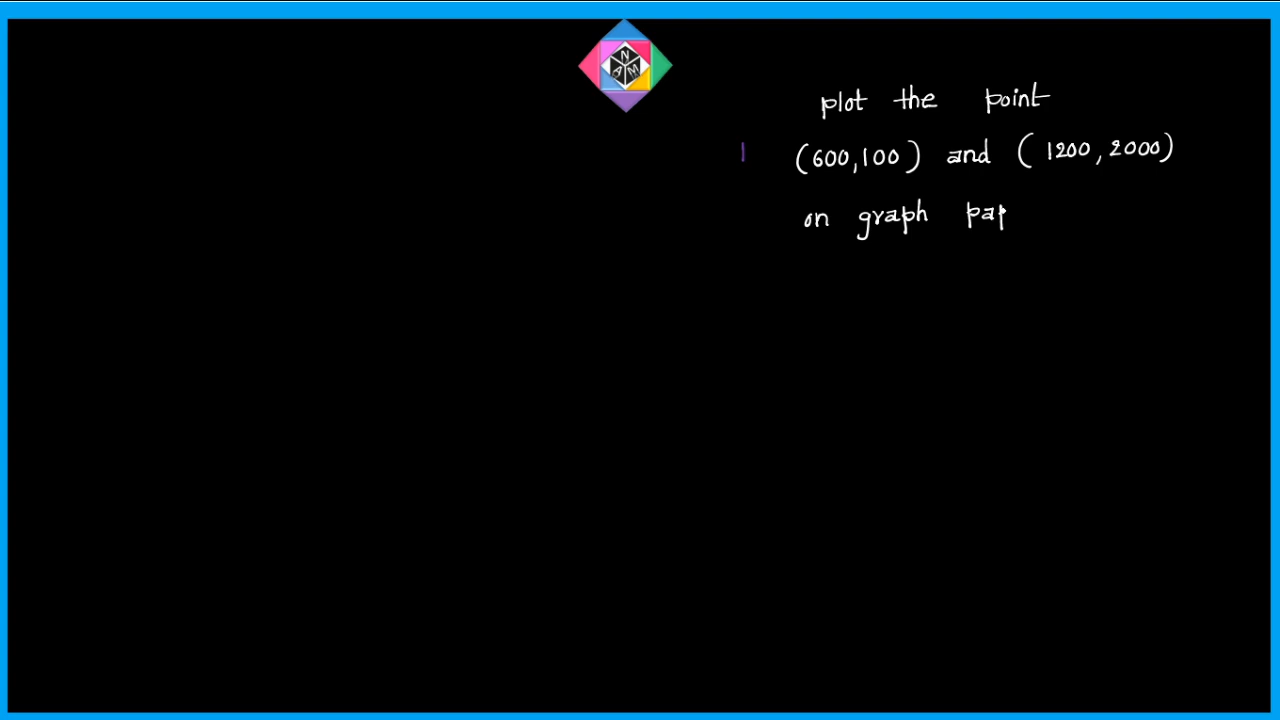 N
A M
plot the point
(600,100) and (1200, 2000)
on graph pap